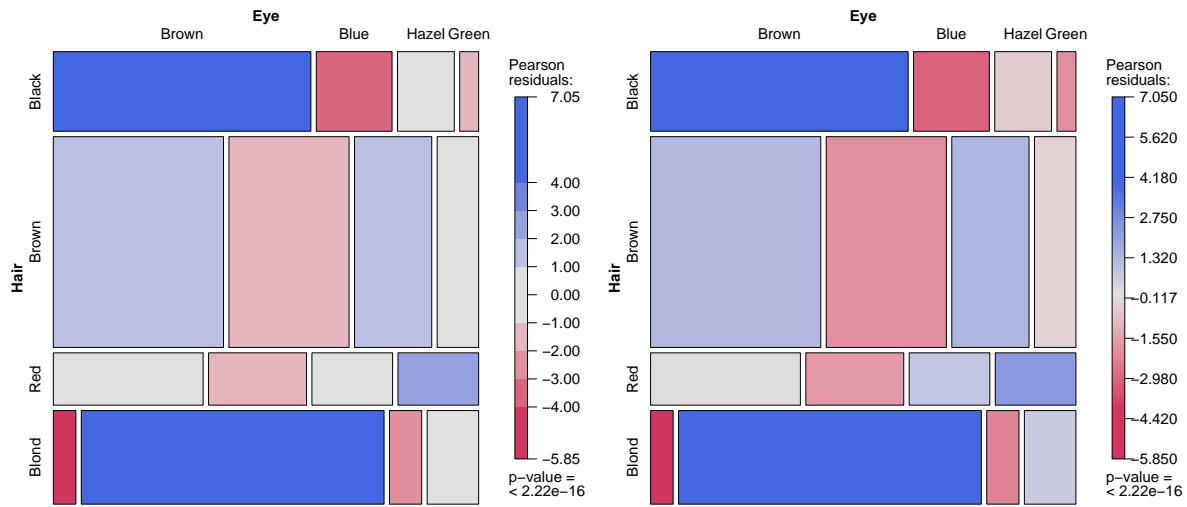 Eye
Brown Blue Hazel Green
Hair
Black
Brown
Red
Blond
Pearson
residuals:
7.05
4.00
3.00
2.00
1.00
0.00
−1.00
−2.00
−3.00
−4.00
−5.85
p−value =
< 2.22e−16
Eye
Brown Blue Hazel Green
Hair
Black
Brown
Red
Blond
Pearson
residuals:
7.050
5.620
4.180
2.750
1.320
−0.117
−1.550
−2.980
−4.420
−5.850
p−value =
< 2.22e−16